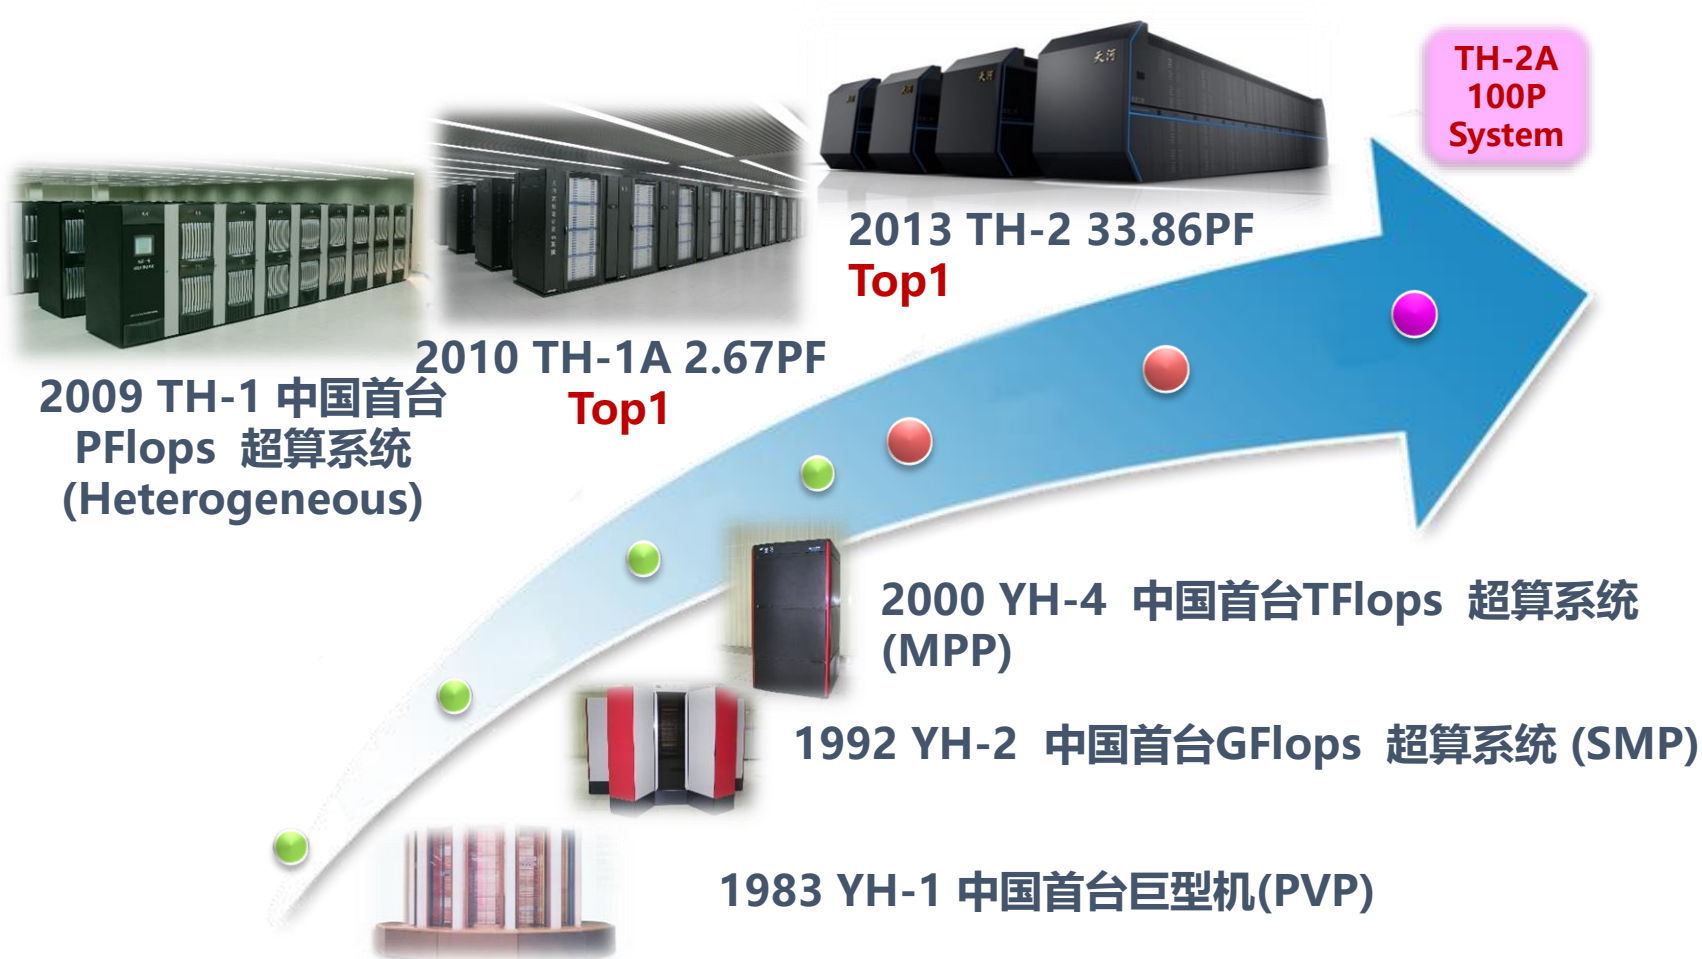 TH-2A
100P
System
2013 TH-2 33.86PF
Top1
2010 TH-1A 2.67PF
Top1
2009 TH-1 中国首台
PFlops 超算系统
(Heterogeneous)
2000 YH-4 中国首台TFlops 超算系统
(MPP)
1992 YH-2 中国首台GFlops 超算系统 (SMP)
1983 YH-1 中国首台巨型机(PVP)
天河
天河